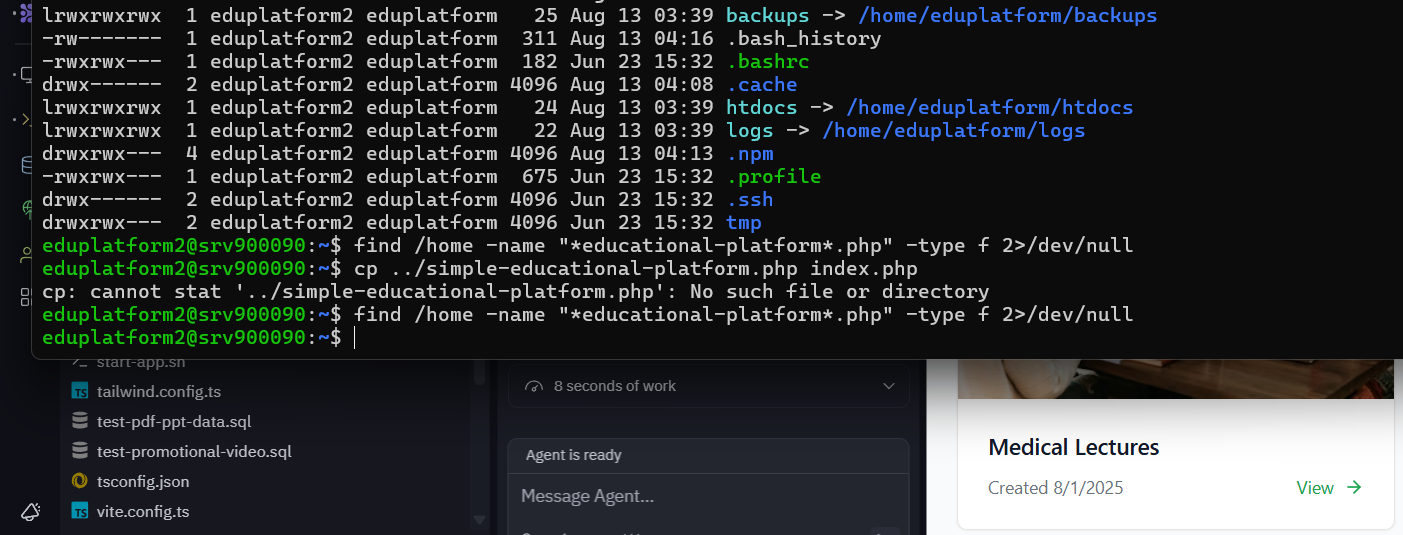 lrwxrwxrwx  1 eduplatform2 eduplatform   25 Aug 13 03:39 backups -> /home/eduplatform/backups
-rw-------  1 eduplatform2 eduplatform  311 Aug 13 04:16 .bash_history
-rwxrwx---  1 eduplatform2 eduplatform  182 Jun 23 15:32 .bashrc
drwx------  2 eduplatform2 eduplatform 4096 Aug 13 04:08 .cache
lrwxrwxrwx  1 eduplatform2 eduplatform   24 Aug 13 03:39 htdocs -> /home/eduplatform/htdocs
lrwxrwxrwx  1 eduplatform2 eduplatform   22 Aug 13 03:39 logs -> /home/eduplatform/logs
drwxrwx---  4 eduplatform2 eduplatform 4096 Aug 13 04:13 .npm
-rwxrwx---  1 eduplatform2 eduplatform  675 Jun 23 15:32 .profile
drwx------  2 eduplatform2 eduplatform 4096 Jun 23 15:32 .ssh
drwxrwx---  2 eduplatform2 eduplatform 4096 Jun 23 15:32 tmp
eduplatform2@srv900090:~$ find /home -name "*educational-platform*.php" -type f 2>/dev/null
eduplatform2@srv900090:~$ cp ../simple-educational-platform.php index.php
cp: cannot stat '../simple-educational-platform.php': No such file or directory
eduplatform2@srv900090:~$ find /home -name "*educational-platform*.php" -type f 2>/dev/null
eduplatform2@srv900090:~$
start-app.sh
tailwind.config.ts
test-pdf-ppt-data.sql
test-promotional-video.sql
tsconfig.json
vite.config.ts
8 seconds of work
Agent is ready
Message Agent...
Medical Lectures
Created 8/1/2025
View